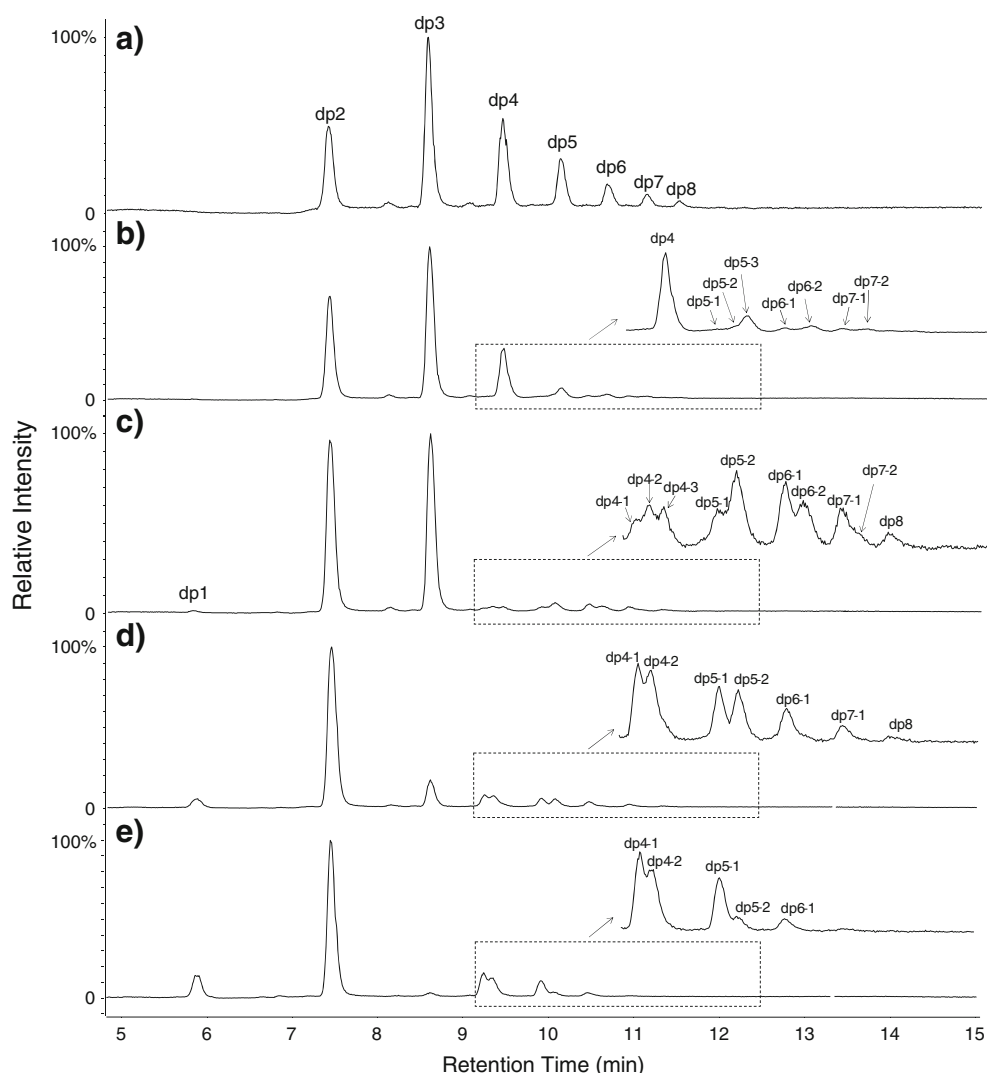 a)
100%
dp3
dp2
dp4
dp5
dp6
dp7
dp8
0
b)
100%
dp4
dp5-1
dp5-2
dp5-3
dp6-1
dp6-2
dp7-1
dp7-2
0
c)
100%
dp1
dp4-1
dp4-2
dp4-3
dp5-1
dp5-2
dp6-1
dp6-2
dp7-1
dp7-2
dp8
0
d)
100%
dp4-1
dp4-2
dp5-1
dp5-2
dp6-1
dp7-1
dp8
0
e)
100%
dp4-1
dp4-2
dp5-1
dp5-2
dp6-1
0
Relative Intensity
5 6 7 8 9 10 11 12 13 14 15
Retention Time (min)